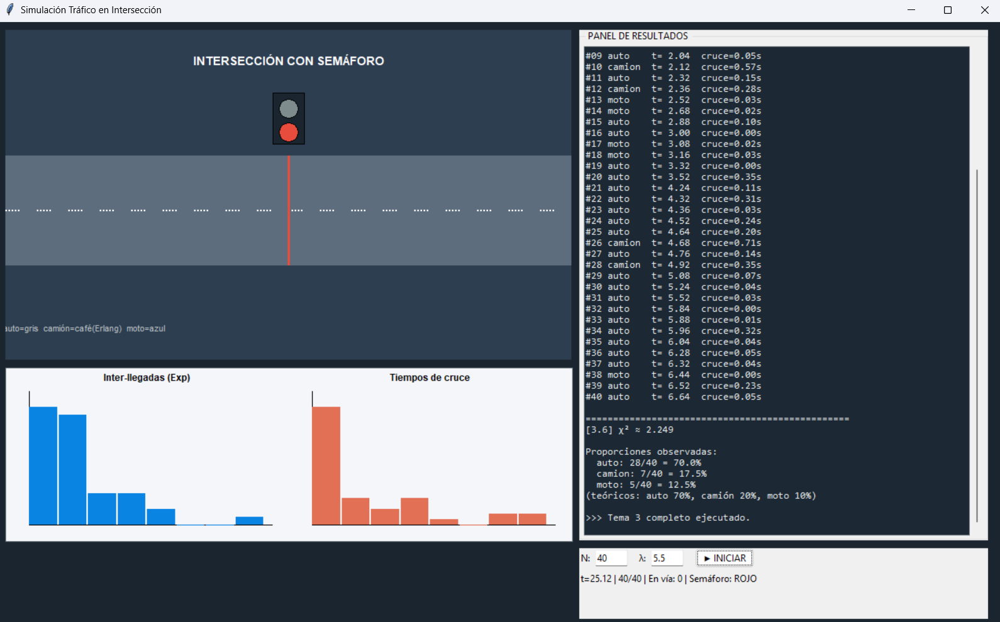 Simulación Tráfico en Intersección
INTERSECCIÓN CON SEMÁFORO
auto=gris camión=café(Erlang) moto=azul
Inter-llegadas (Exp)
Tiempos de cruce
PANEL DE RESULTADOS
#09 auto t= 2.04 cruce=0.05s
#10 camion t= 2.12 cruce=0.57s
#11 auto t= 2.32 cruce=0.15s
#12 camion t= 2.36 cruce=0.28s
#13 moto t= 2.52 cruce=0.03s
#14 moto t= 2.68 cruce=0.02s
#15 auto t= 2.88 cruce=0.10s
#16 auto t= 3.00 cruce=0.00s
#17 moto t= 3.08 cruce=0.02s
#18 moto t= 3.16 cruce=0.03s
#19 auto t= 3.32 cruce=0.00s
#20 auto t= 3.52 cruce=0.35s
#21 auto t= 4.24 cruce=0.11s
#22 auto t= 4.32 cruce=0.31s
#23 auto t= 4.36 cruce=0.03s
#24 auto t= 4.52 cruce=0.24s
#25 auto t= 4.64 cruce=0.20s
#26 camion t= 4.68 cruce=0.71s
#27 auto t= 4.76 cruce=0.14s
#28 camion t= 4.92 cruce=0.35s
#29 auto t= 5.08 cruce=0.07s
#30 auto t= 5.24 cruce=0.04s
#31 auto t= 5.52 cruce=0.03s
#32 auto t= 5.84 cruce=0.00s
#33 auto t= 5.88 cruce=0.01s
#34 auto t= 5.96 cruce=0.32s
#35 auto t= 6.04 cruce=0.04s
#36 auto t= 6.28 cruce=0.05s
#37 auto t= 6.32 cruce=0.04s
#38 moto t= 6.44 cruce=0.00s
#39 auto t= 6.52 cruce=0.23s
#40 auto t= 6.64 cruce=0.05s
================================================
[3.6] χ² ≈ 2.249
Proporciones observadas:
auto: 28/40 = 70.0%
camion: 7/40 = 17.5%
moto: 5/40 = 12.5%
(teóricos: auto 70%, camión 20%, moto 10%)
>>> Tema 3 completo ejecutado.
N: 40 λ: 5.5 ► INICIAR
t=25.12 | 40/40 | En vía: 0 | Semáforo: ROJO